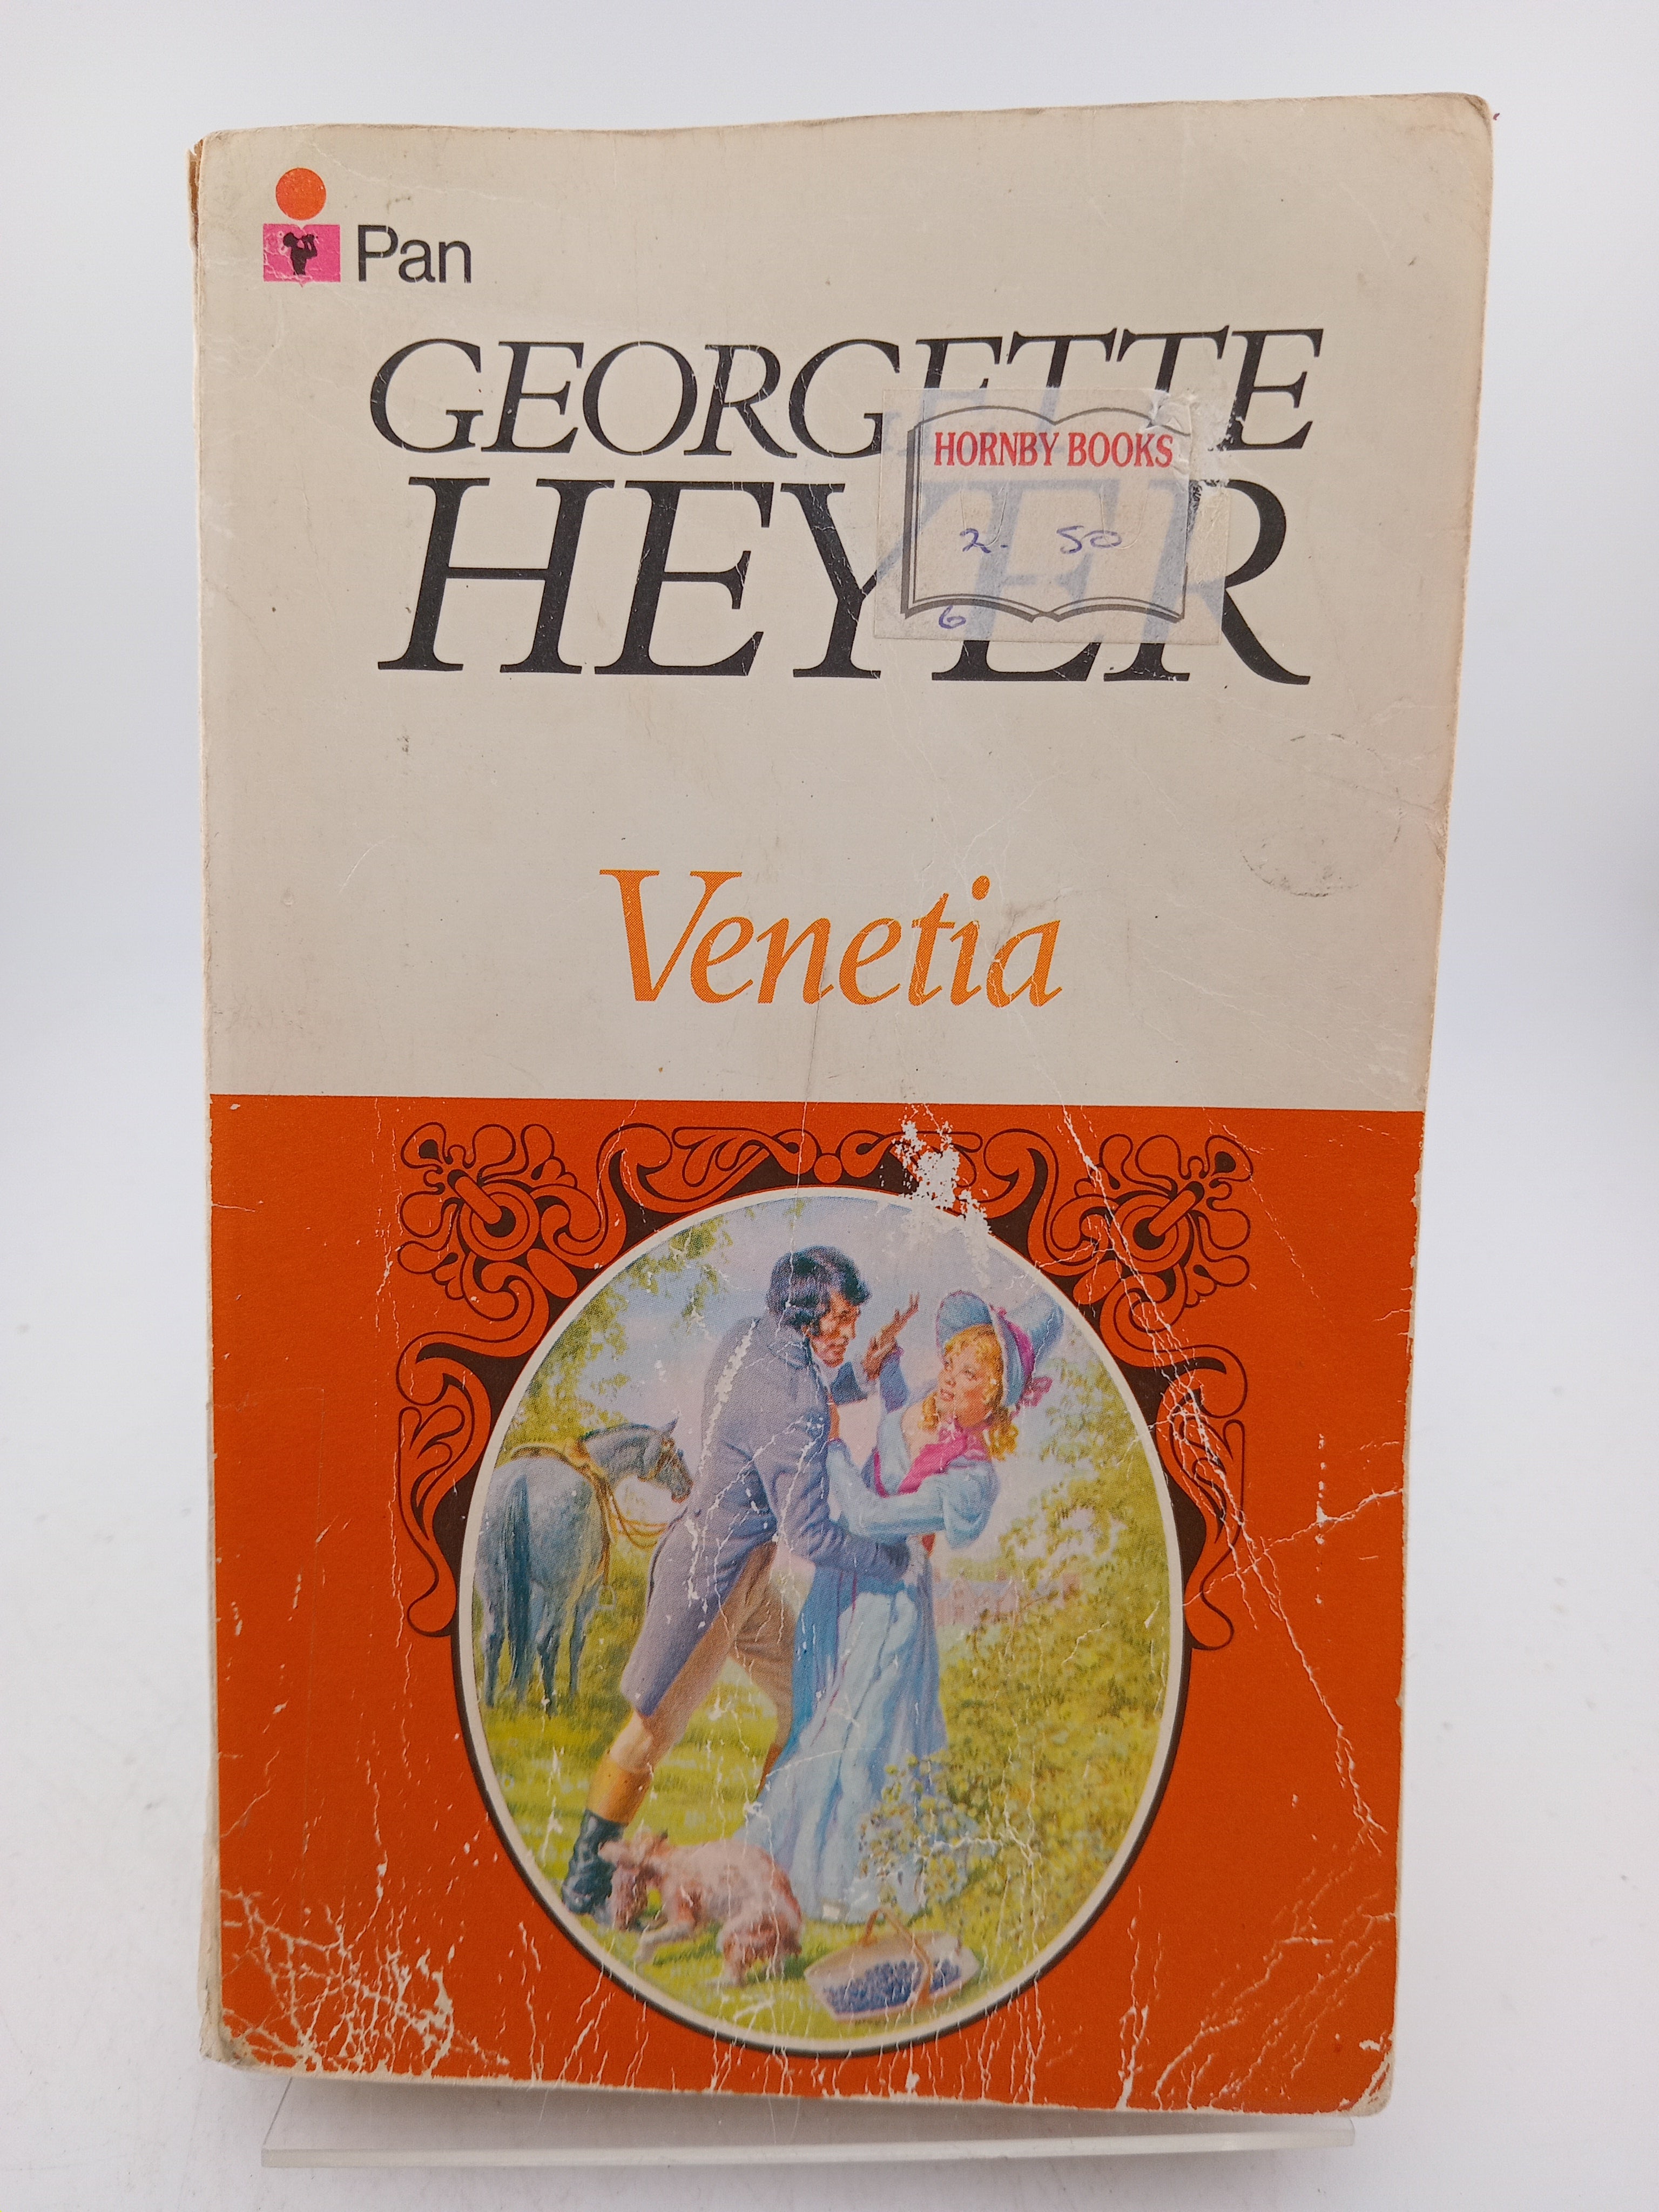 Pan
GEORGETTE
HEYER
HORNBY BOOKS
2. 50
6
Venetia